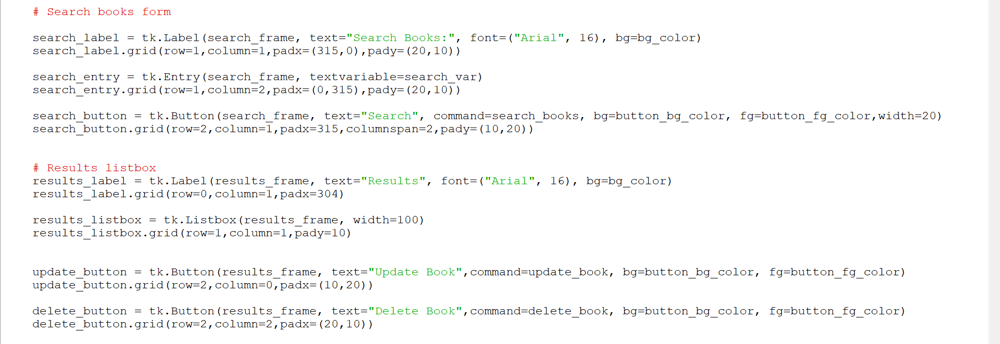 # Search books form
search_label = tk.Label(search_frame, text="Search Books:", font=("Arial", 16), bg=bg_color)
search_label.grid(row=1,column=1,padx=(315,0),pady=(20,10))
search_entry = tk.Entry(search_frame, textvariable=search_var)
search_entry.grid(row=1,column=2,padx=(0,315),pady=(20,10))
search_button = tk.Button(search_frame, text="Search", command=search_books, bg=button_bg_color, fg=button_fg_color,width=20)
search_button.grid(row=2,column=1,padx=315,columnspan=2,pady=(10,20))
# Results listbox
results_label = tk.Label(results_frame, text="Results", font=("Arial", 16), bg=bg_color)
results_label.grid(row=0,column=1,padx=304)
results_listbox = tk.Listbox(results_frame, width=100)
results_listbox.grid(row=1,column=1,pady=10)
update_button = tk.Button(results_frame, text="Update Book",command=update_book, bg=button_bg_color, fg=button_fg_color)
update_button.grid(row=2,column=0,padx=(10,20))
delete_button = tk.Button(results_frame, text="Delete Book",command=delete_book, bg=button_bg_color, fg=button_fg_color)
delete_button.grid(row=2,column=2,padx=(20,10))